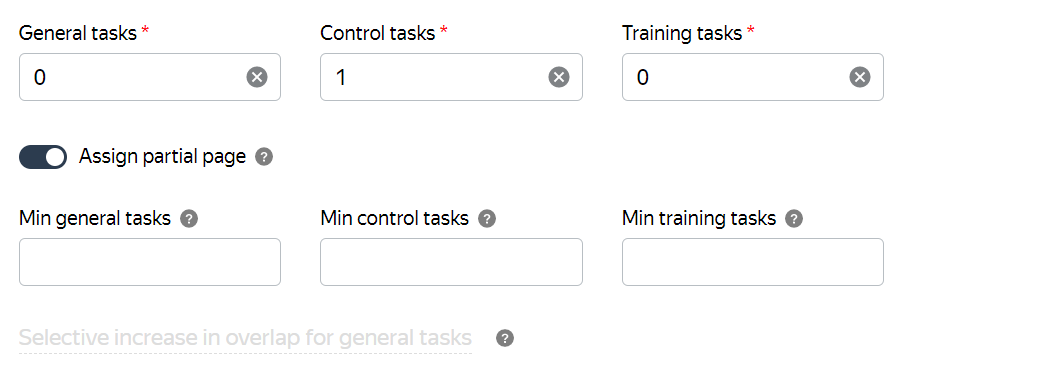 General tasks * Control tasks * Training tasks *
0 1 0
Assign partial page ?
Min general tasks ? Min control tasks ? Min training tasks ?
Selective increase in overlap for general tasks ?